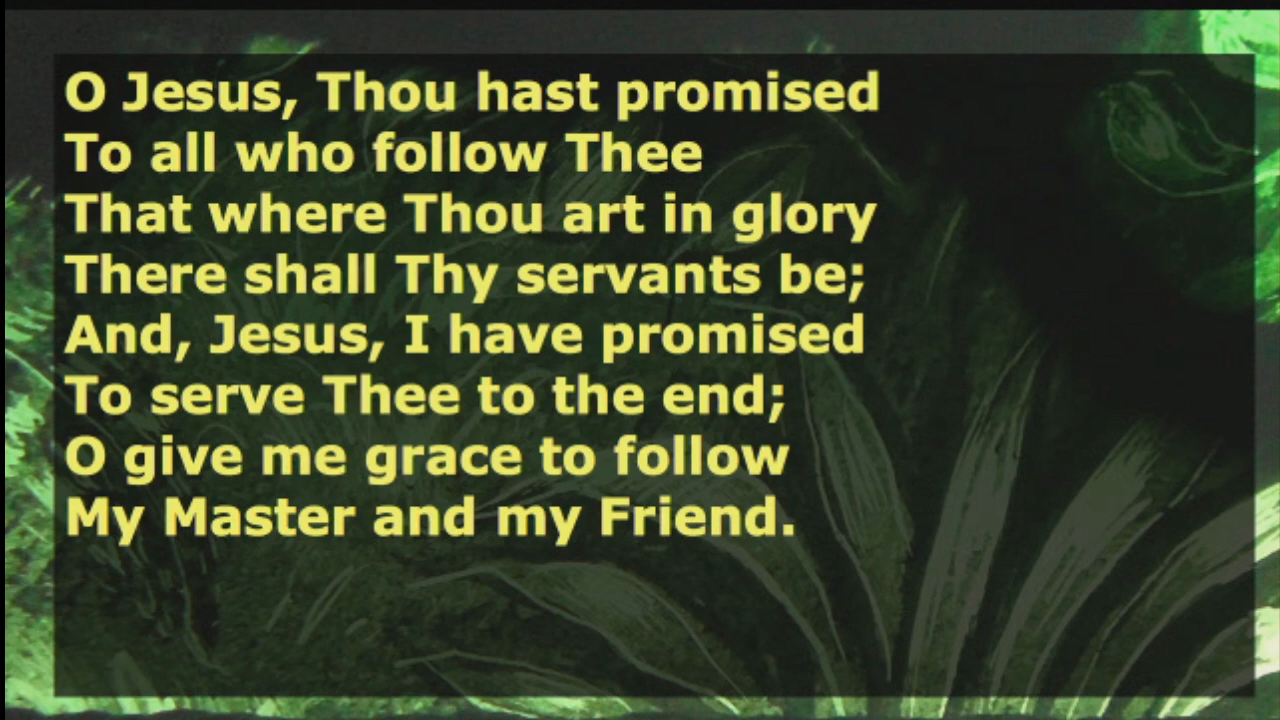 O Jesus, Thou hast promised
To all who follow Thee
That where Thou art in glory
There shall Thy servants be;
And, Jesus, I have promised
To serve Thee to the end;
O give me grace to follow
My Master and my Friend.